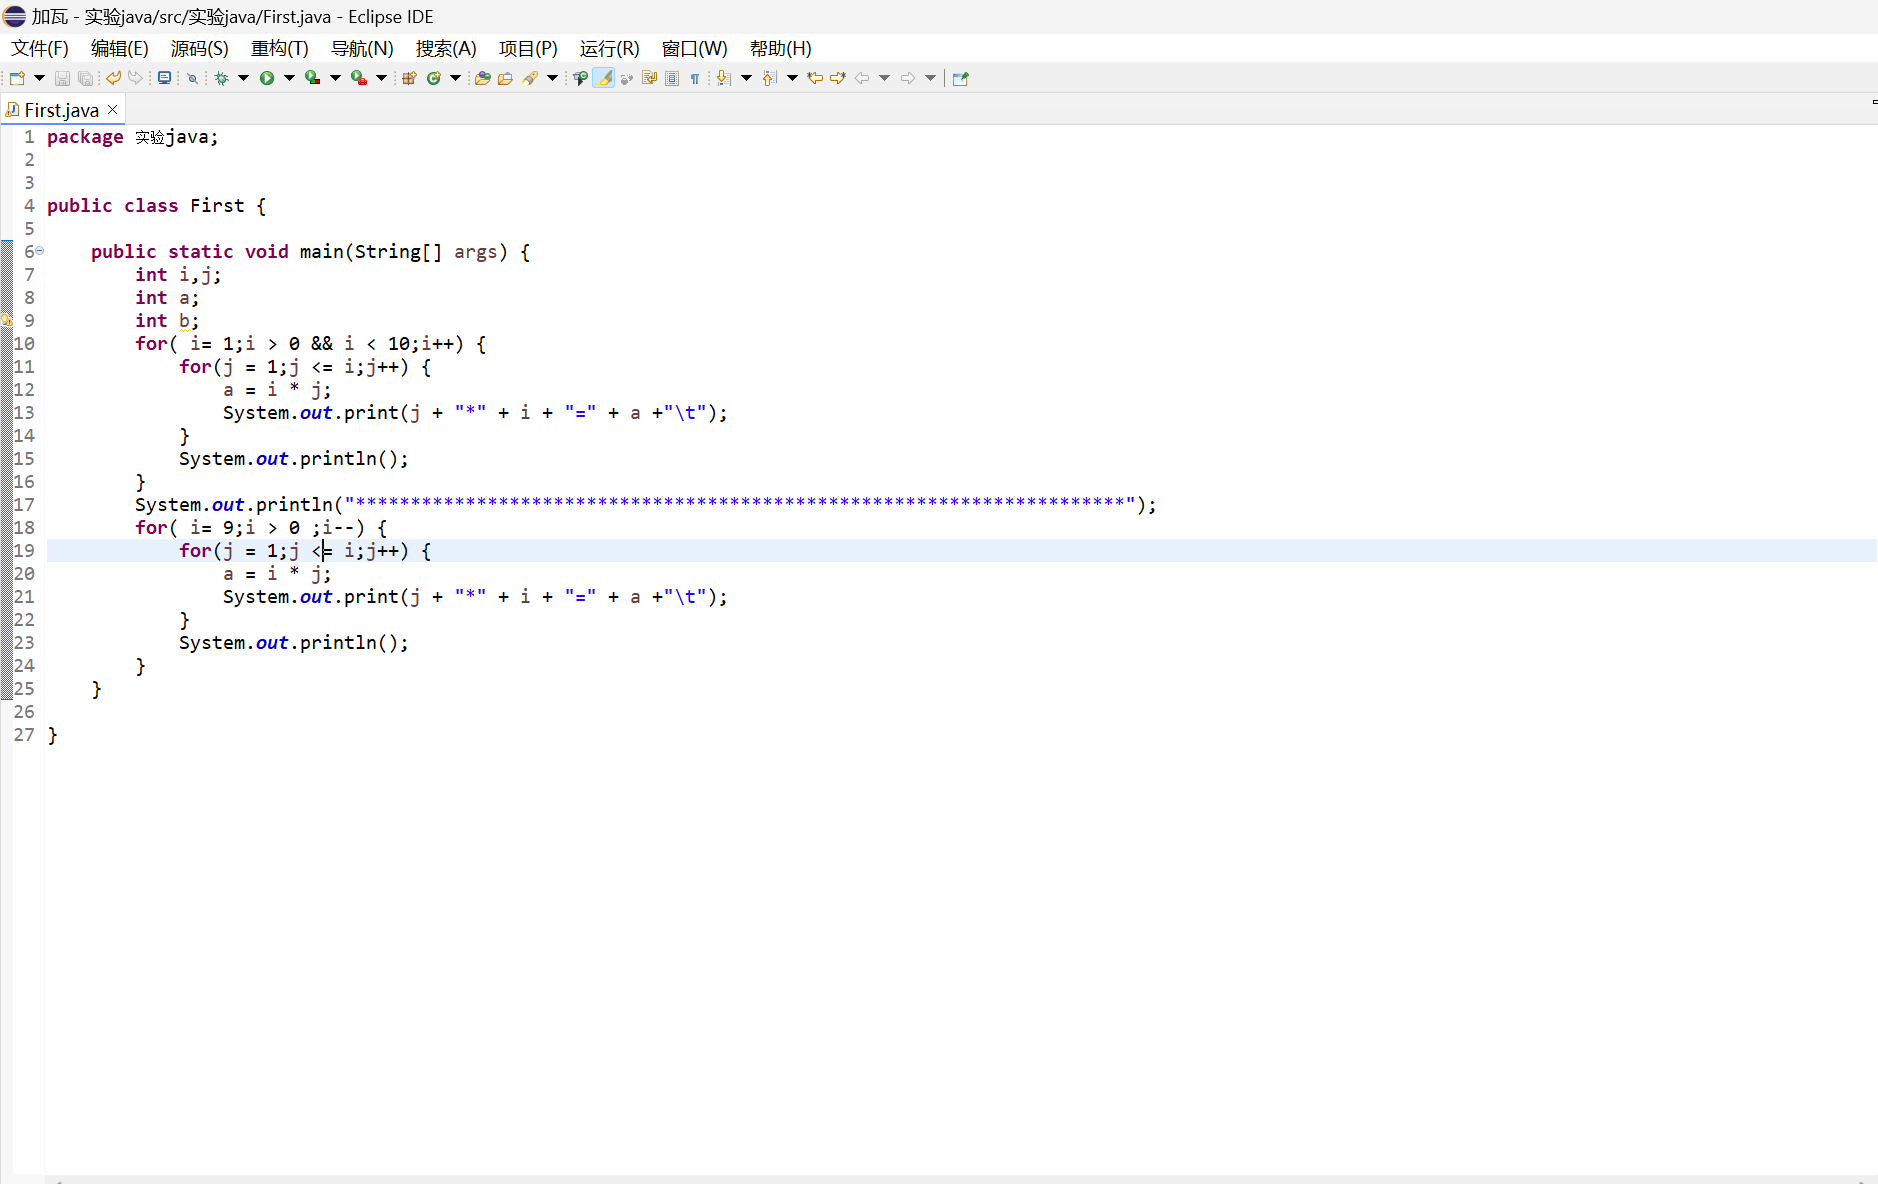 加瓦 - 实验java/src/实验java/First.java - Eclipse IDE
文件(F) 编辑(E) 源码(S) 重构(T) 导航(N) 搜索(A) 项目(P) 运行(R) 窗口(W) 帮助(H)
First.java
1 package 实验java;
2
3
4 public class First {
5
6     public static void main(String[] args) {
7         int i,j;
8         int a;
9         int b;
10         for( i= 1;i > 0 && i < 10;i++) {
11             for(j = 1;j <= i;j++) {
12                 a = i * j;
13                 System.out.print(j + "*" + i + "=" + a +"\t");
14             }
15             System.out.println();
16         }
17         System.out.println("**********************************************************************");
18         for( i= 9;i > 0 ;i--) {
19             for(j = 1;j <= i;j++) {
20                 a = i * j;
21                 System.out.print(j + "*" + i + "=" + a +"\t");
22             }
23             System.out.println();
24         }
25     }
26
27 }